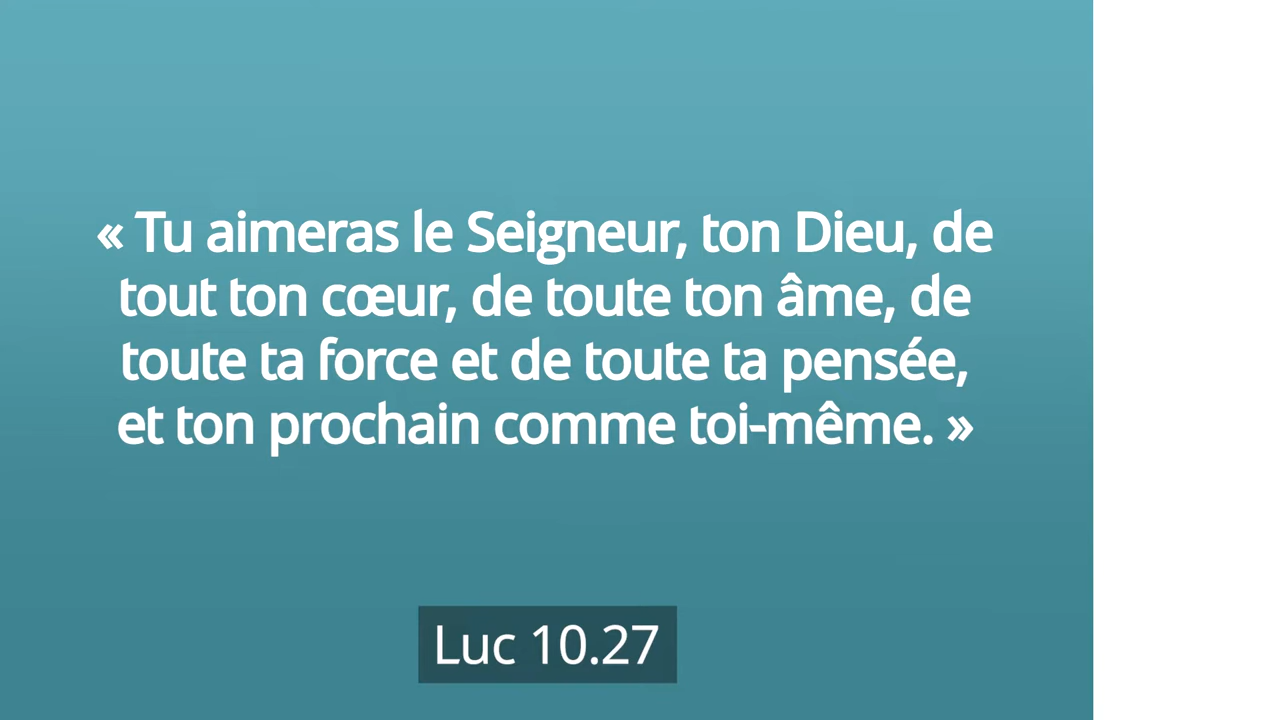 « Tu aimeras le Seigneur, ton Dieu, de
tout ton cœur, de toute ton âme, de
toute ta force et de toute ta pensée,
et ton prochain comme toi-même. »
Luc 10.27